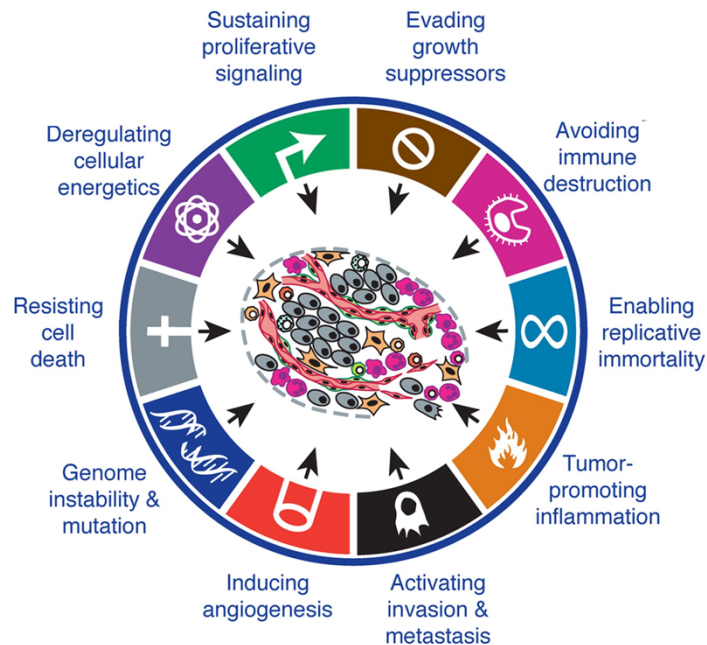 Sustaining
proliferative
signaling
Evading
growth
suppressors
Avoiding
immune
destruction
Enabling
replicative
immortality
Tumor-
promoting
inflammation
Activating
invasion &
metastasis
Inducing
angiogenesis
Genome
instability &
mutation
Resisting
cell
death
Deregulating
cellular
energetics